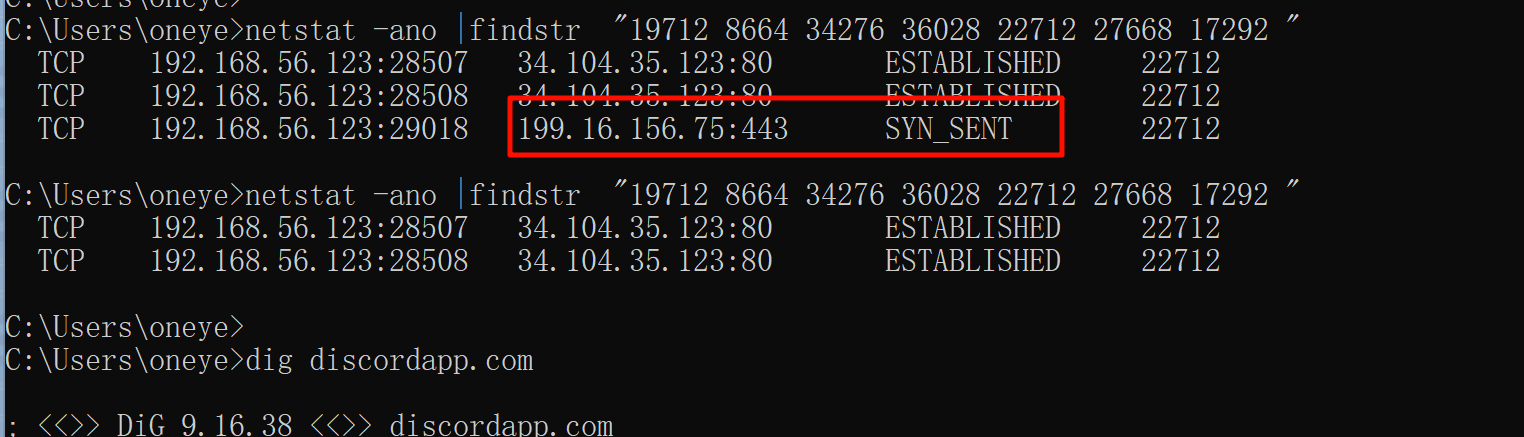 C:\Users\oneye>
C:\Users\oneye>netstat -ano |findstr "19712 8664 34276 36028 22712 27668 17292 "
TCP 192.168.56.123:28507 34.104.35.123:80 ESTABLISHED 22712
TCP 192.168.56.123:28508 34.104.35.123:80 ESTABLISHED 22712
TCP 192.168.56.123:29018 199.16.156.75:443 SYN_SENT 22712
C:\Users\oneye>netstat -ano |findstr "19712 8664 34276 36028 22712 27668 17292 "
TCP 192.168.56.123:28507 34.104.35.123:80 ESTABLISHED 22712
TCP 192.168.56.123:28508 34.104.35.123:80 ESTABLISHED 22712
C:\Users\oneye>
C:\Users\oneye>dig discordapp.com
; <<>> DiG 9.16.38 <<>> discordapp.com